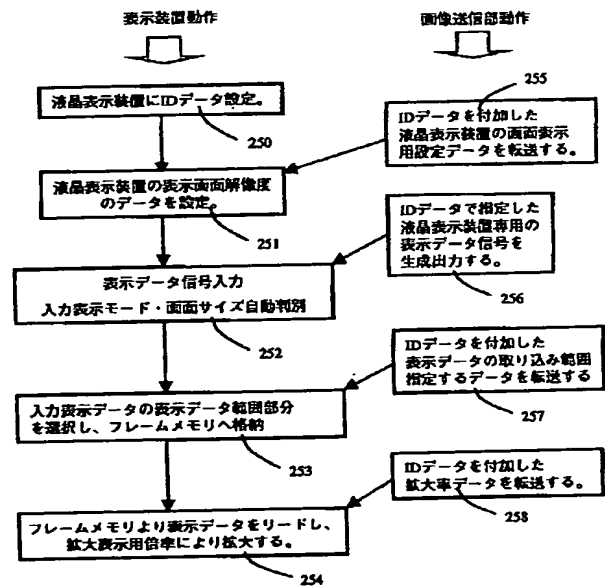 表示装置動作
画像送信部動作
液晶表示装置にIDデータ設定。
250
255
IDデータを付加した
液晶表示装置の画面表示
用設定データを転送する。
液晶表示装置の表示画面解像度
のデータを設定。
251
IDデータで指定した
液晶表示装置専用の
表示データ信号を
生成出力する。
256
表示データ信号入力
入力表示モード・画面サイズ自動判別
252
IDデータを付加した
表示データの取り込み範囲
指定するデータを転送する
257
入力表示データの表示データ範囲部分
を選択し、フレームメモリへ格納
253
IDデータを付加した
拡大率データを転送する。
258
フレームメモリより表示データをリードし、
拡大表示用倍率により拡大する。
254